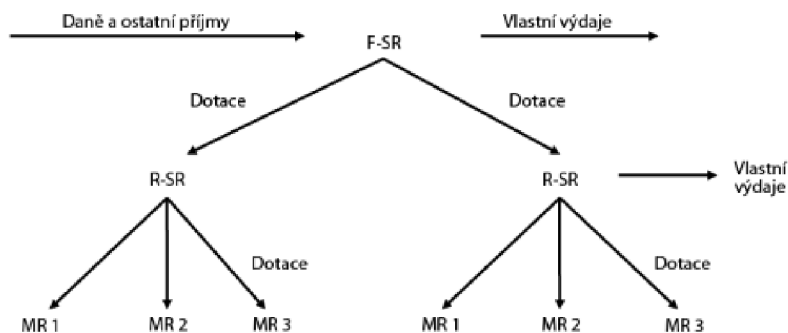 Daně a ostatní příjmy
F-SR
Vlastní výdaje
Dotace
Dotace
R-SR
R-SR
Vlastní
výdaje
Dotace
Dotace
MR 1
MR 2
MR 3
MR 1
MR 2
MR 3